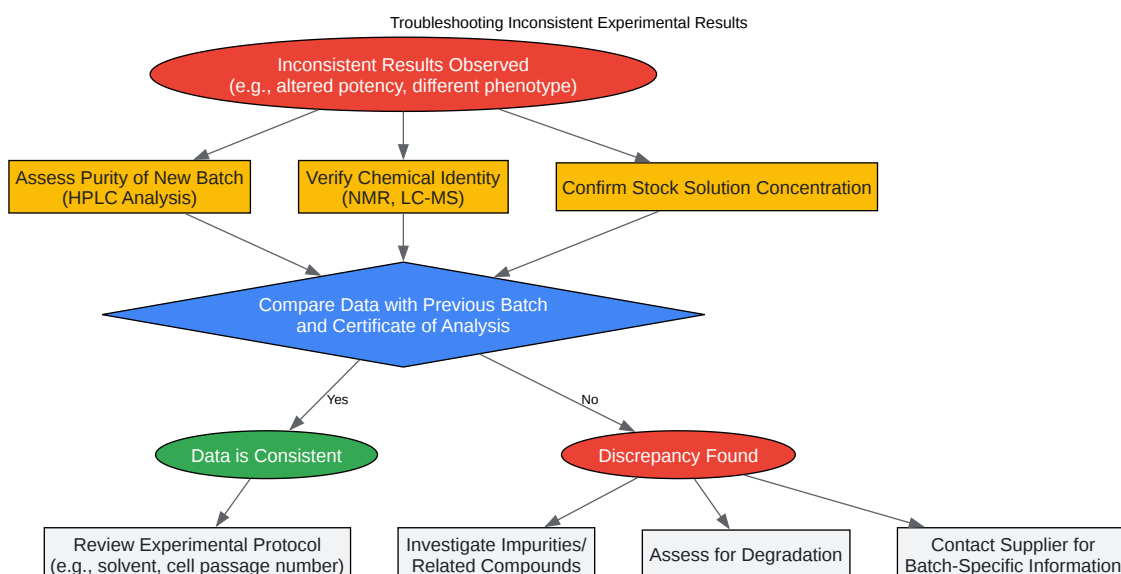 Troubleshooting Inconsistent Experimental Results
Inconsistent Results Observed
(e.g., altered potency, different phenotype)
Assess Purity of New Batch
(HPLC Analysis)
Verify Chemical Identity
(NMR, LC-MS)
Confirm Stock Solution Concentration
Compare Data with Previous Batch
and Certificate of Analysis
Yes
No
Data is Consistent
Discrepancy Found
Review Experimental Protocol
(e.g., solvent, cell passage number)
Investigate Impurities/
Related Compounds
Assess for Degradation
Contact Supplier for
Batch-Specific Information